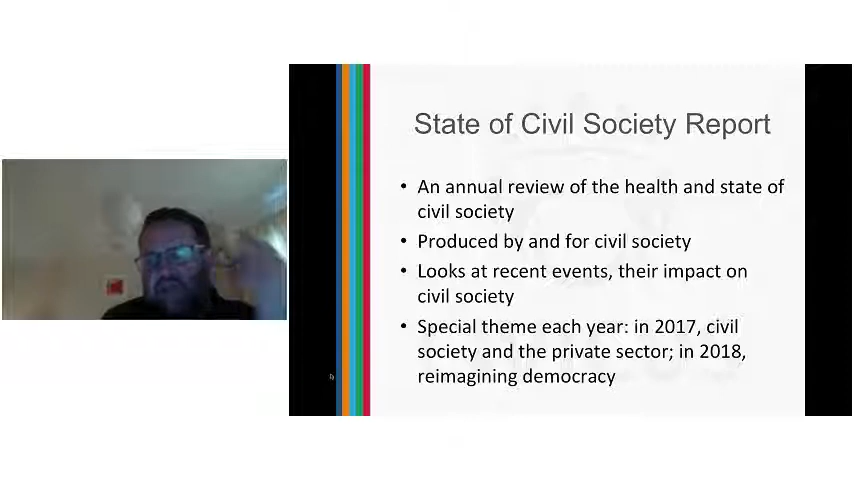 State of Civil Society Report
• An annual review of the health and state of
civil society
• Produced by and for civil society
• Looks at recent events, their impact on
civil society
• Special theme each year: in 2017, civil
society and the private sector; in 2018,
reimagining democracy